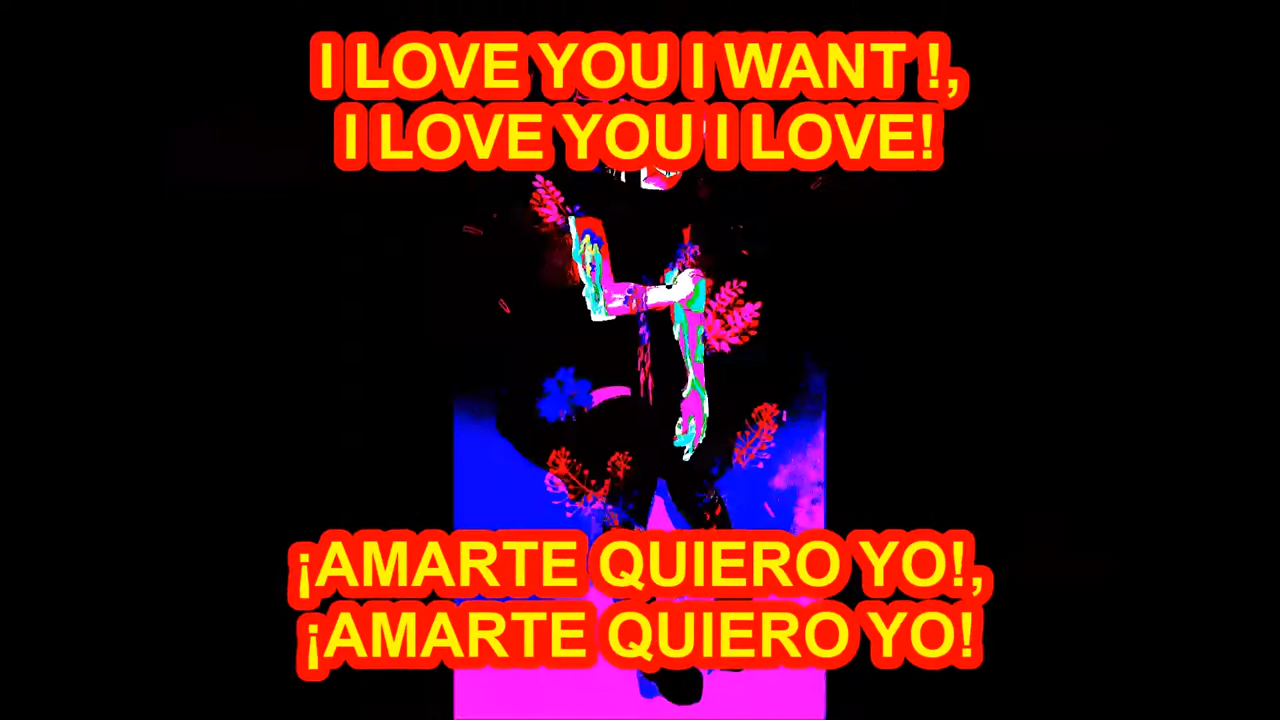 I LOVE YOU I WANT !,
I LOVE YOU I LOVE!
¡AMARTE QUIERO YO!,
¡AMARTE QUIERO YO!